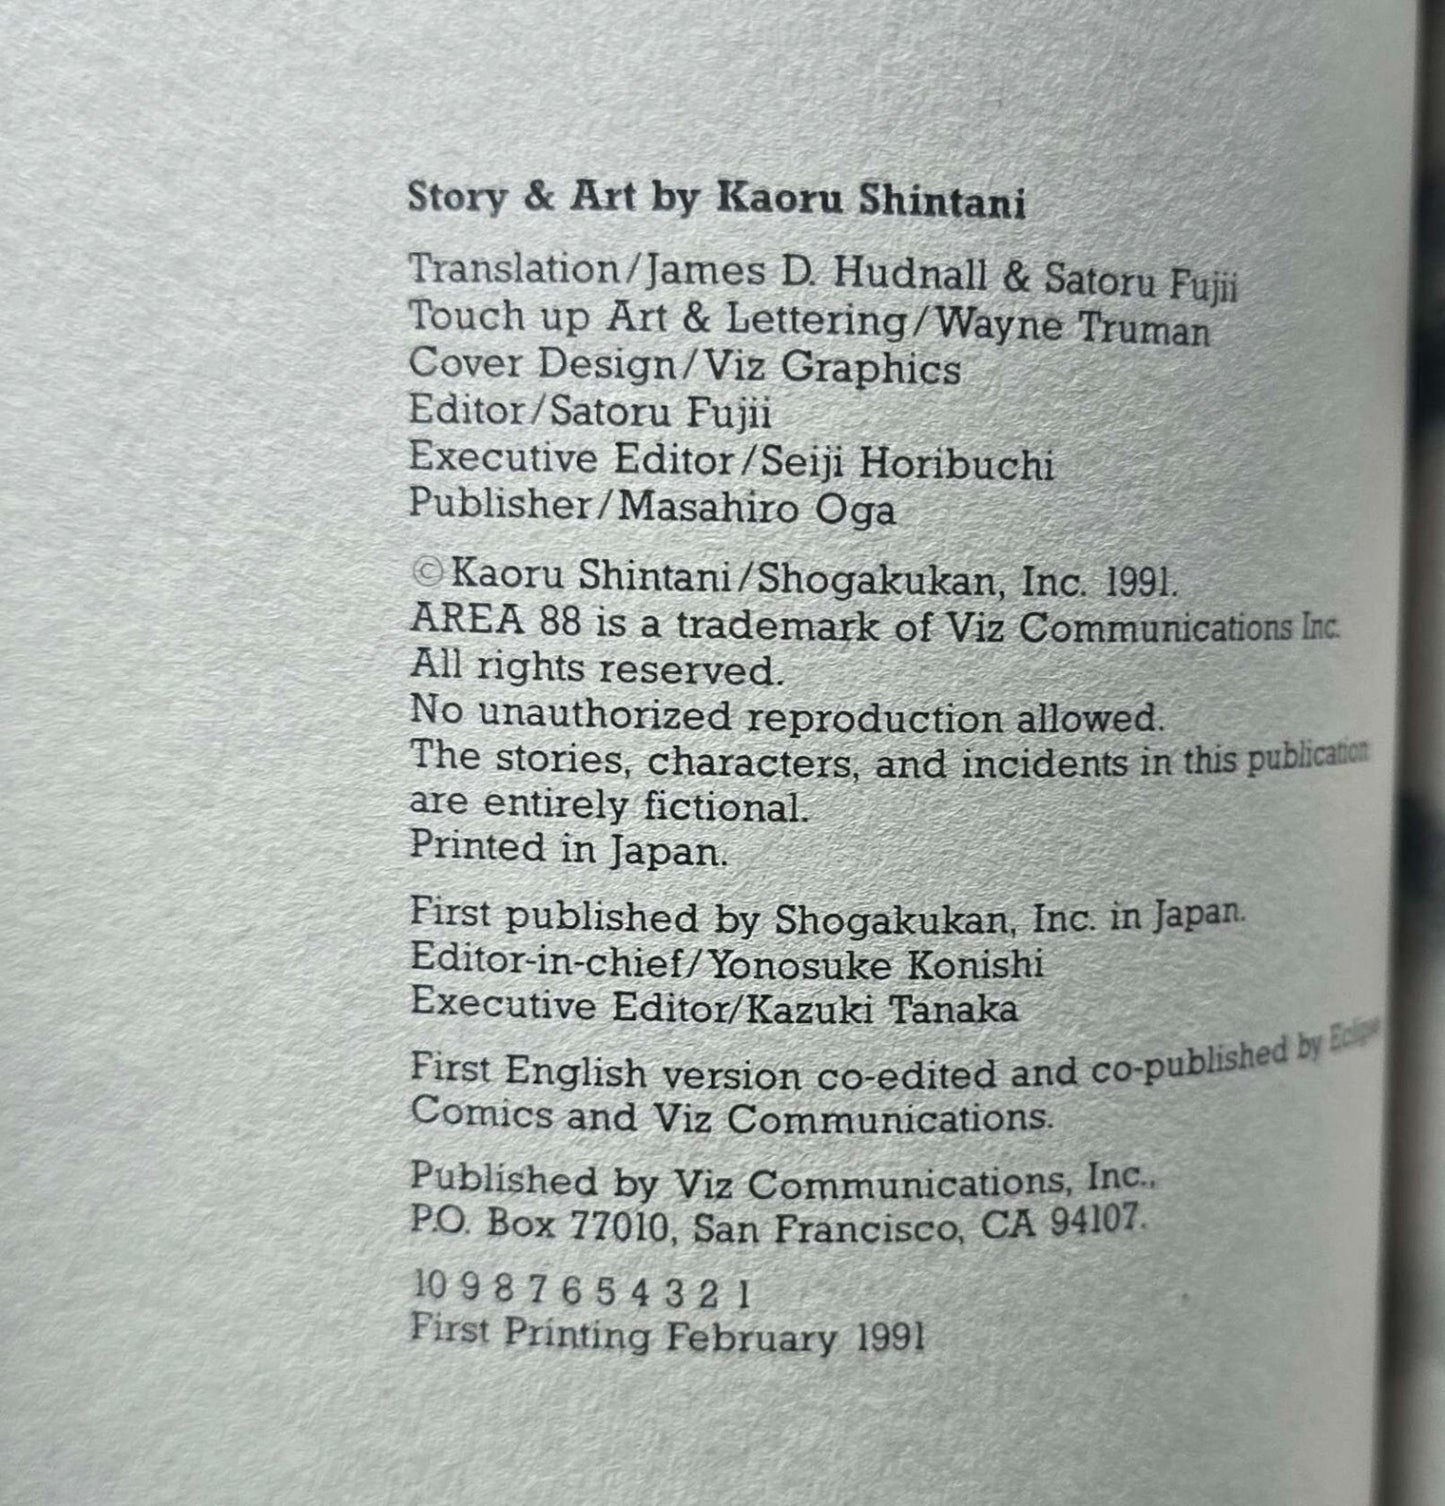 Story & Art by Kaoru Shintani
Translation/James D. Hudnall & Satoru Fujii
Touch up Art & Lettering/Wayne Truman
Cover Design/Viz Graphics
Editor/Satoru Fujii
Executive Editor/Seiji Horibuchi
Publisher/Masahiro Oga
©Kaoru Shintani/Shogakukan, Inc. 1991.
AREA 88 is a trademark of Viz Communications Inc.
All rights reserved.
No unauthorized reproduction allowed.
The stories, characters, and incidents in this publication
are entirely fictional.
Printed in Japan.
First published by Shogakukan, Inc. in Japan.
Editor-in-chief/Yonosuke Konishi
Executive Editor/Kazuki Tanaka
First English version co-edited and co-published by Eclipse
Comics and Viz Communications.
Published by Viz Communications, Inc.,
P.O. Box 77010, San Francisco, CA 94107.
10 9 8 7 6 5 4 3 2 1
First Printing February 1991